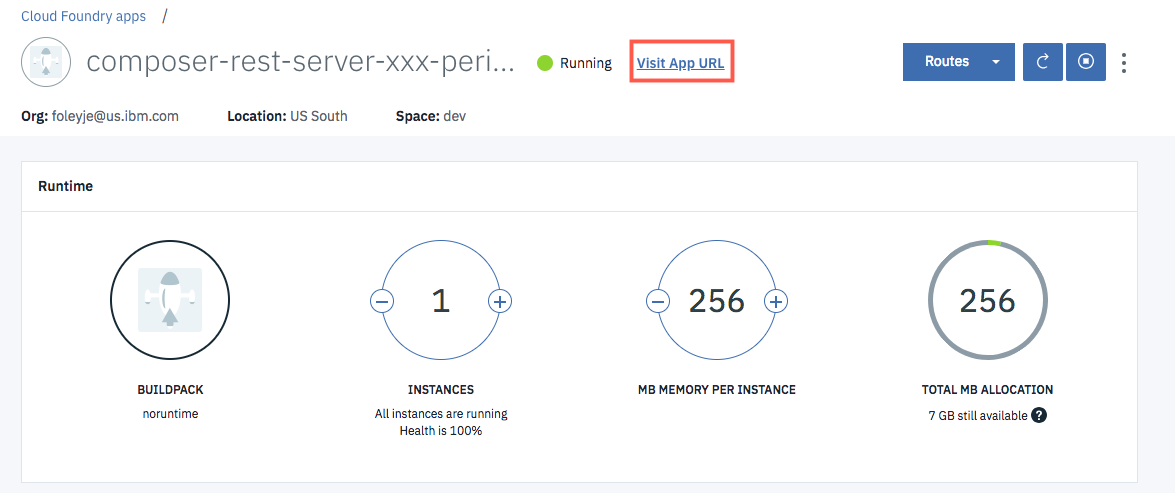 Cloud Foundry apps /
composer-rest-server-xxx-peri... Running Visit App URL Routes
Org: foleyje@us.ibm.com Location: US South Space: dev
Runtime
1 256 256
BUILDPACK INSTANCES MB MEMORY PER INSTANCE TOTAL MB ALLOCATION
noruntime All instances are running 7 GB still available ?
Health is 100%